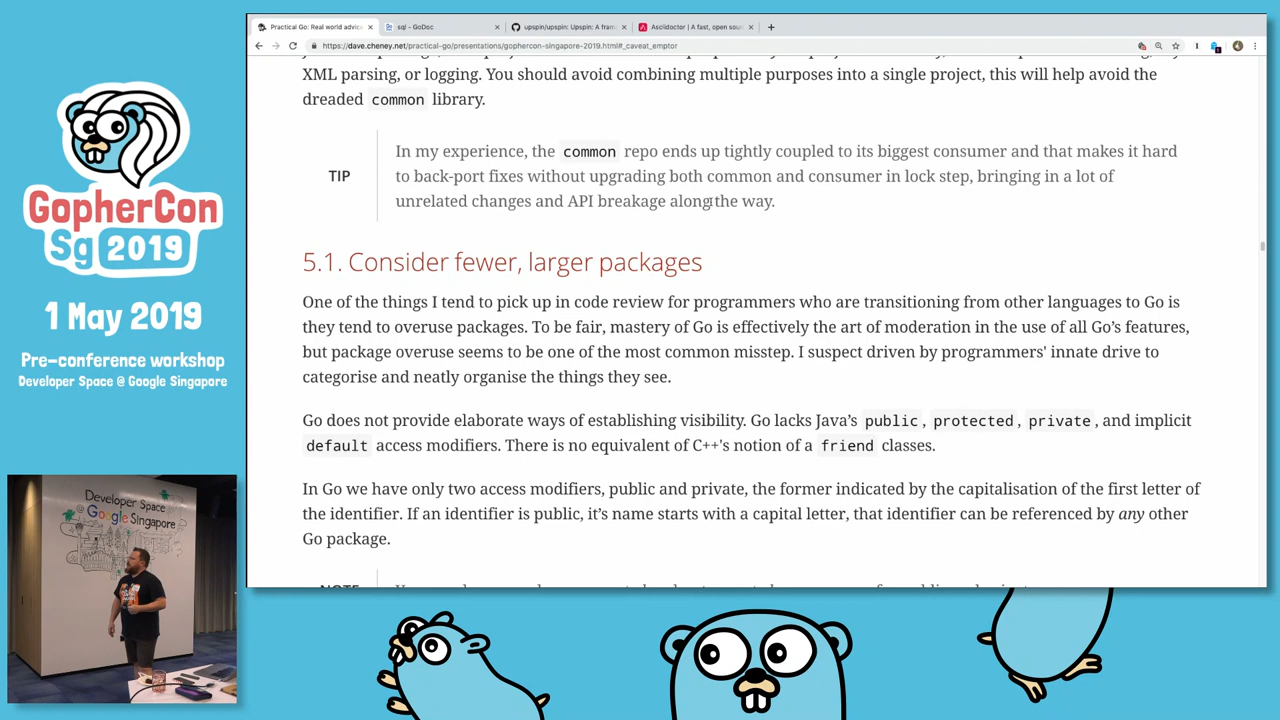 Practical Go: Real world advice
sql - GoDoc
upspin/upspin: Upspin: A fram
Asciidoctor | A fast, open sou
https://dave.cheney.net/practical-go/presentations/gophercon-singapore-2019.html#_caveat_emptor
XML parsing, or logging. You should avoid combining multiple purposes into a single project, this will help avoid the
dreaded common library.
TIP
In my experience, the common repo ends up tightly coupled to its biggest consumer and that makes it hard
to back-port fixes without upgrading both common and consumer in lock step, bringing in a lot of
unrelated changes and API breakage along the way.
5.1. Consider fewer, larger packages
One of the things I tend to pick up in code review for programmers who are transitioning from other languages to Go is
they tend to overuse packages. To be fair, mastery of Go is effectively the art of moderation in the use of all Go’s features,
but package overuse seems to be one of the most common misstep. I suspect driven by programmers' innate drive to
categorise and neatly organise the things they see.
Go does not provide elaborate ways of establishing visibility. Go lacks Java’s public, protected, private, and implicit
default access modifiers. There is no equivalent of C++'s notion of a friend classes.
In Go we have only two access modifiers, public and private, the former indicated by the capitalisation of the first letter of
the identifier. If an identifier is public, it’s name starts with a capital letter, that identifier can be referenced by any other
Go package.
GopherCon
Sg 2019
1 May 2019
Pre-conference workshop
Developer Space @ Google Singapore
Developer Space
@ Google Singapore